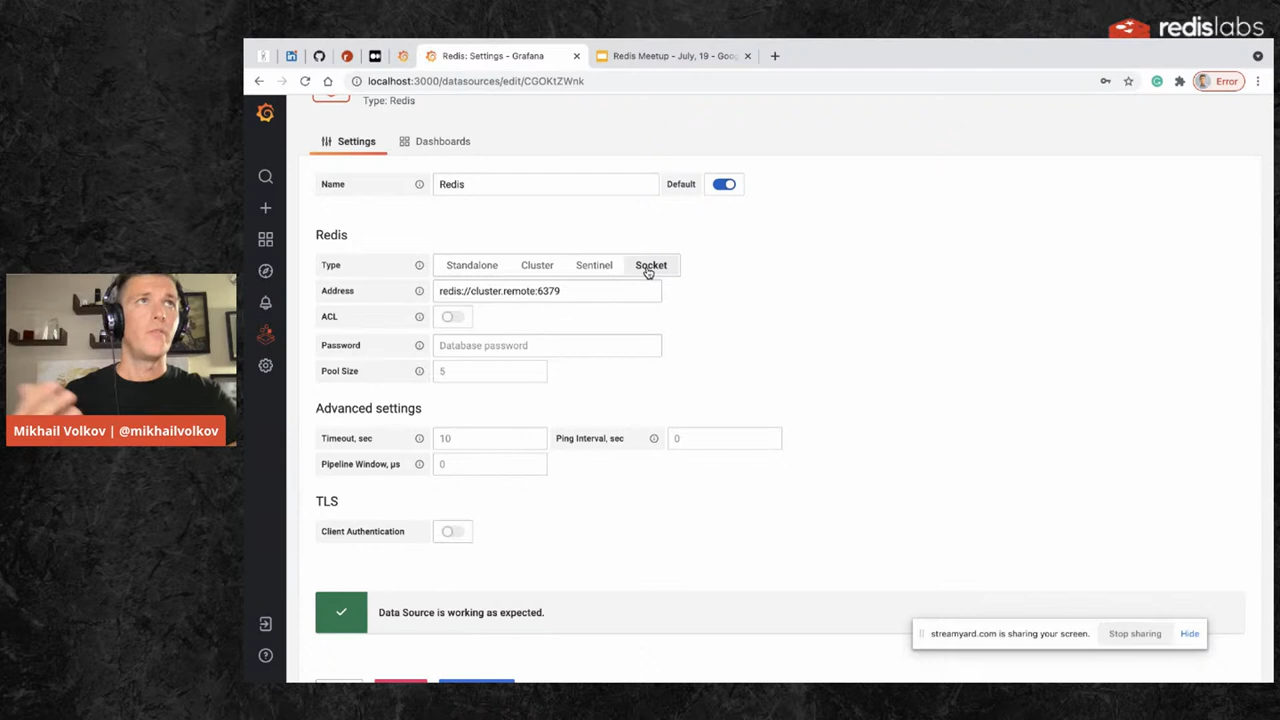 redislabs
Redis: Settings - Grafana
Redis Meetup - July, 19 - Goog
localhost:3000/datasources/edit/CGOKtZWnk
Error
Type: Redis
Settings
Dashboards
Name
Redis
Default
Redis
Type
Standalone
Cluster
Sentinel
Socket
Address
redis://cluster.remote:6379
ACL
Password
Database password
Pool Size
5
Advanced settings
Timeout, sec
10
Ping Interval, sec
0
Pipeline Window, µs
0
TLS
Client Authentication
Data Source is working as expected.
streamyard.com is sharing your screen.
Stop sharing
Hide
Mikhail Volkov | @mikhailvolkov